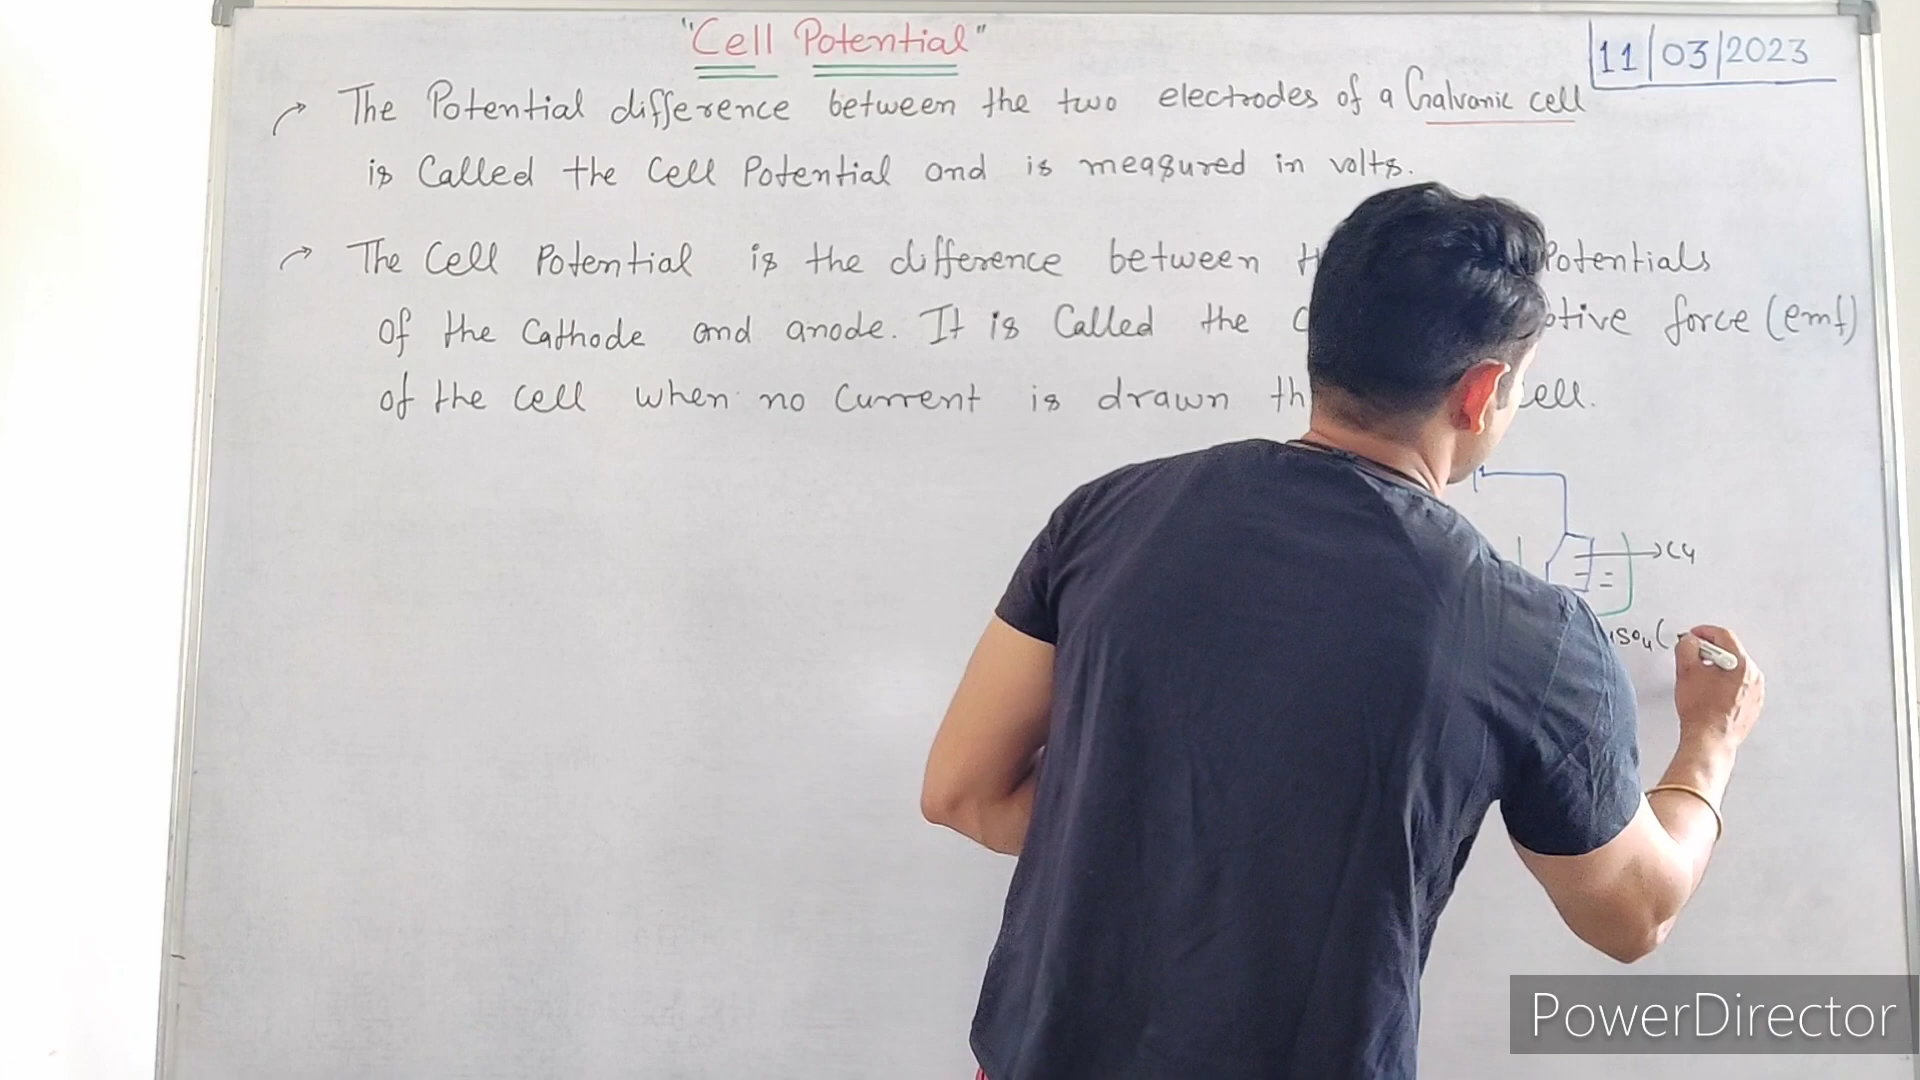 "Cell Potential"
11/03/2023
The Potential difference between the two electrodes of a Galvanic cell
is Called the Cell Potential and is measured in volts.
The Cell Potential is the difference between Potentials
of the Cathode and anode. It is Called the force (emf)
of the cell when no Current is drawn
Cu
SO4(
PowerDirector